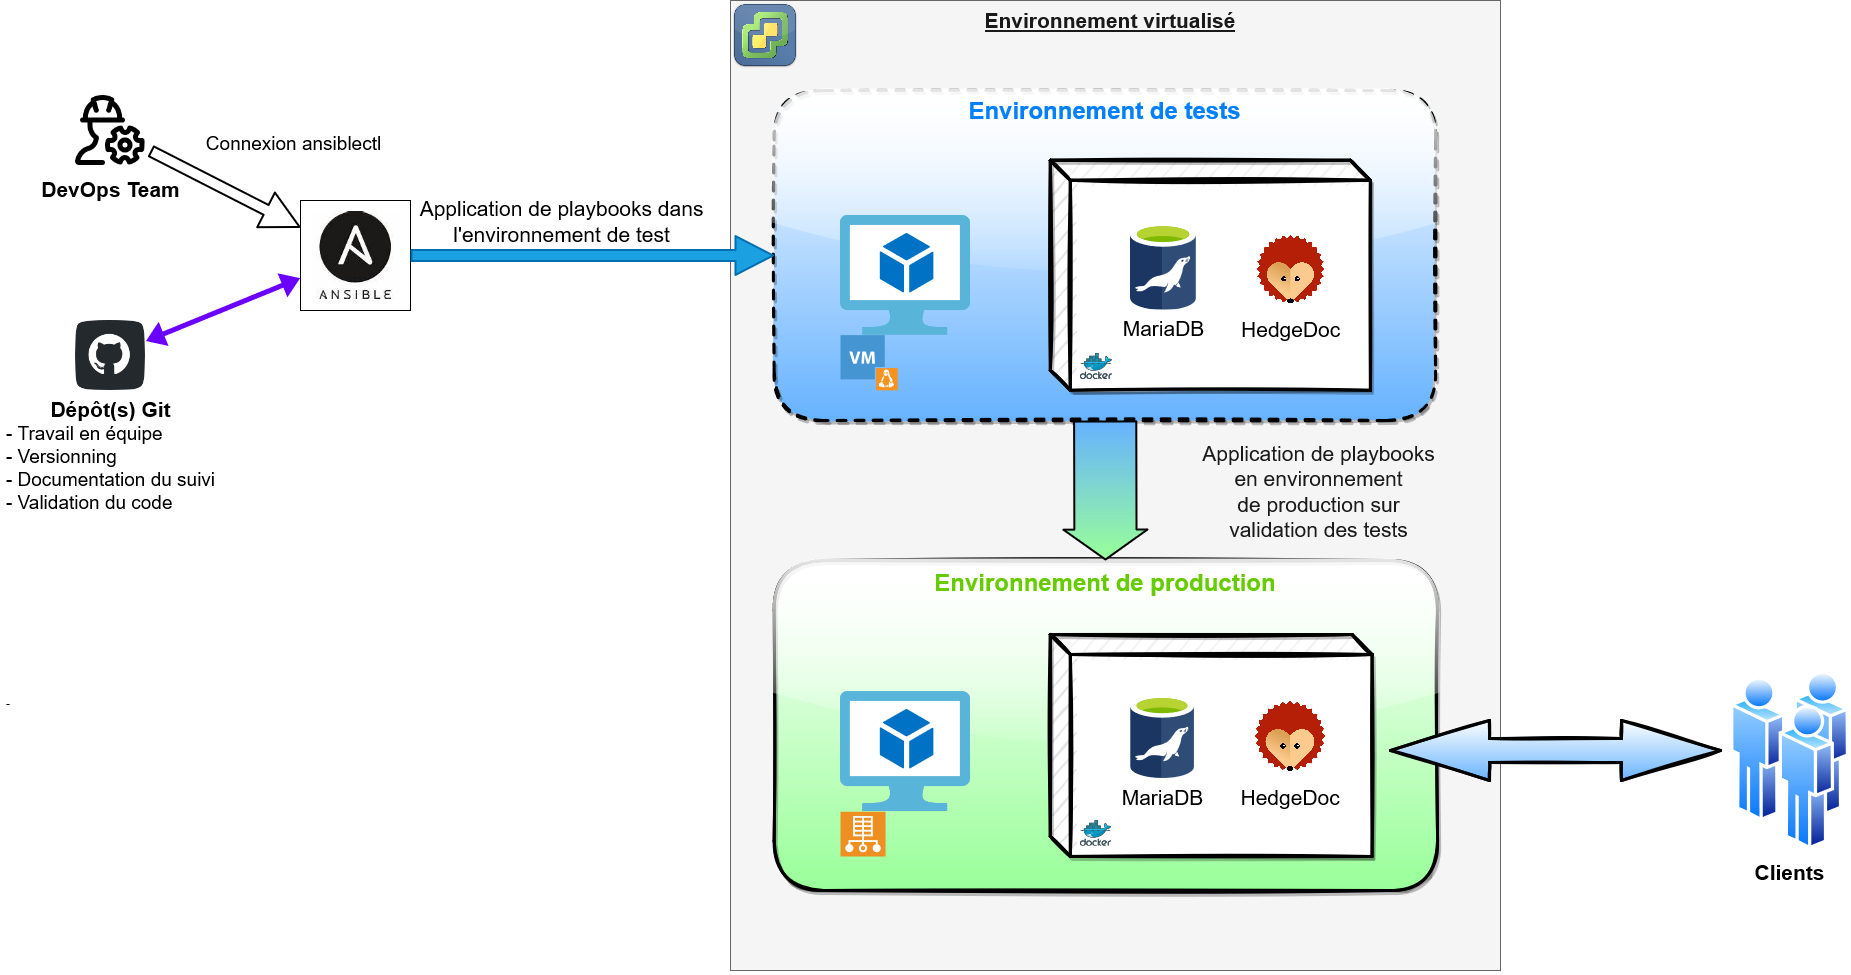 Environnement virtualisé
Environnement de tests
Connexion ansiblectl
DevOps Team
Application de playbooks dans
l'environnement de test
ANSIBLE
MariaDB
HedgeDoc
VM
docker
Dépôt(s) Git
- Travail en équipe
- Versionning
- Documentation du suivi
- Validation du code
Application de playbooks
en environnement
de production sur
validation des tests
Environnement de production
-
MariaDB
HedgeDoc
docker
Clients